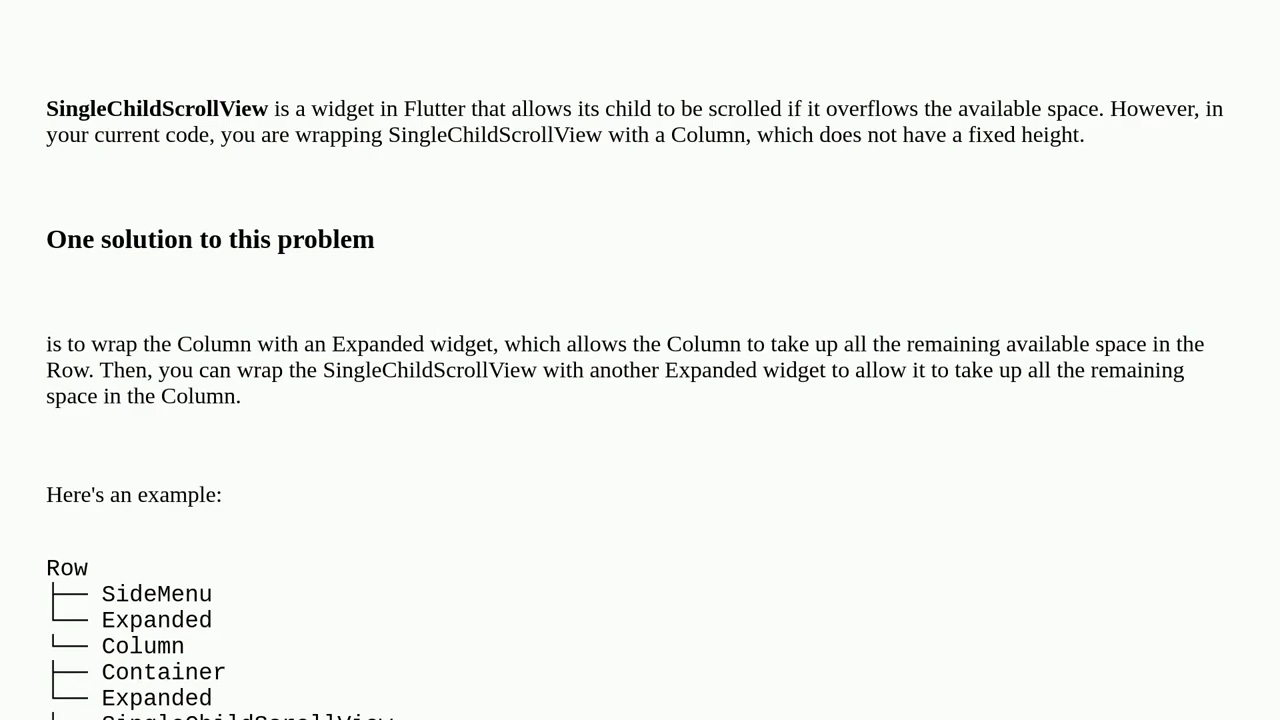 SingleChildScrollView is a widget in Flutter that allows its child to be scrolled if it overflows the available space. However, in
your current code, you are wrapping SingleChildScrollView with a Column, which does not have a fixed height.
One solution to this problem
is to wrap the Column with an Expanded widget, which allows the Column to take up all the remaining available space in the
Row. Then, you can wrap the SingleChildScrollView with another Expanded widget to allow it to take up all the remaining
space in the Column.
Here's an example:
Row
├── SideMenu
└── Expanded
└── Column
├── Container
└── Expanded
└── SingleChildScrollView